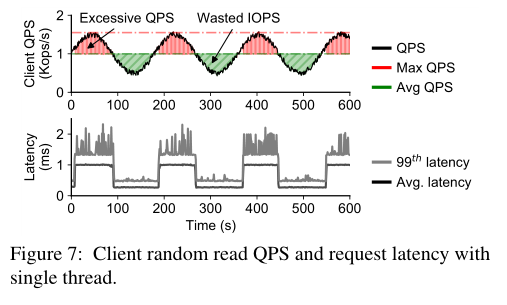 Excessive QPS Wasted IOPS
Client QPS
(Kops/s)
2
1
0
0 100 200 300 400 500 600
QPS
Max QPS
Avg QPS
Latency
(ms)
2
1
0
0 100 200 300 400 500 600
Time (s)
99th latency
Avg. latency
Figure 7: Client random read QPS and request latency with
single thread.